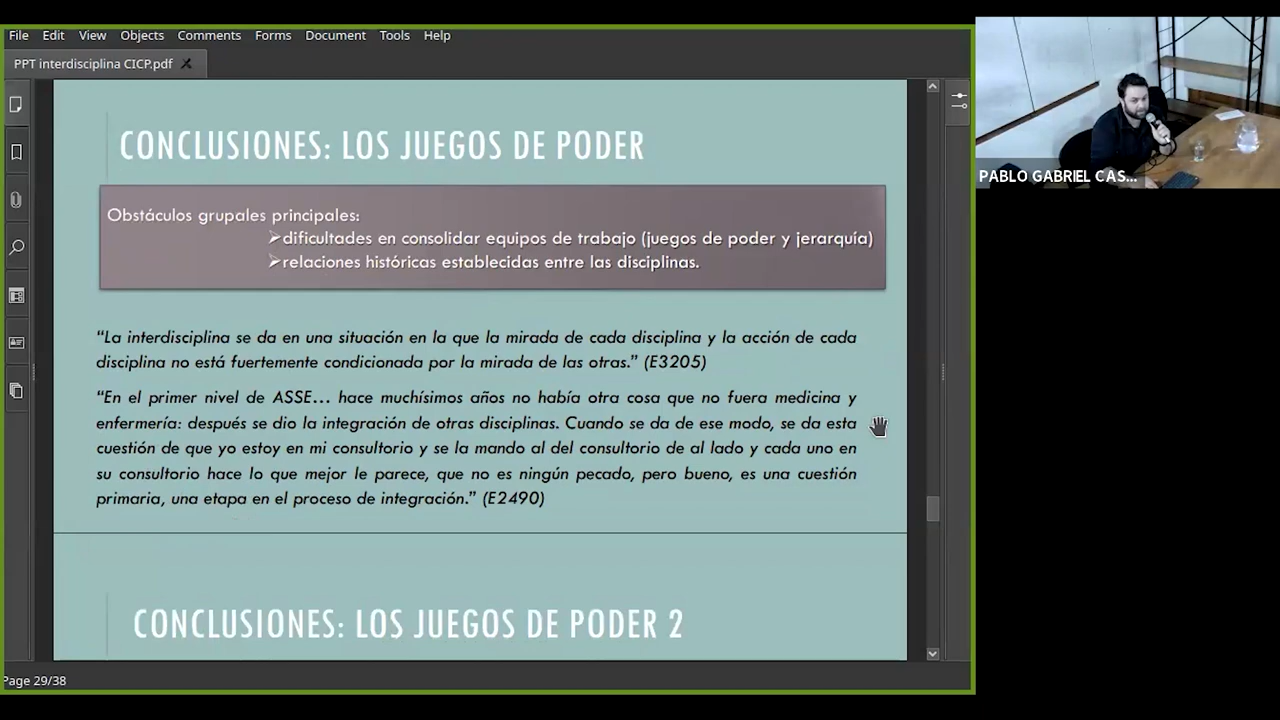 File Edit View Objects Comments Forms Document Tools Help
PPT interdisciplina CICP.pdf
CONCLUSIONES: LOS JUEGOS DE PODER
Obstáculos grupales principales:
➤dificultades en consolidar equipos de trabajo (juegos de poder y jerarquía)
➤relaciones históricas establecidas entre las disciplinas.
“La interdisciplina se da en una situación en la que la mirada de cada disciplina y la acción de cada
disciplina no está fuertemente condicionada por la mirada de las otras.” (E3205)
“En el primer nivel de ASSE… hace muchísimos años no había otra cosa que no fuera medicina y
enfermería: después se dio la integración de otras disciplinas. Cuando se da de ese modo, se da esta
cuestión de que yo estoy en mi consultorio y se la mando al del consultorio de al lado y cada uno en
su consultorio hace lo que mejor le parece, que no es ningún pecado, pero bueno, es una cuestión
primaria, una etapa en el proceso de integración.” (E2490)
CONCLUSIONES: LOS JUEGOS DE PODER 2
Page 29/38
PABLO GABRIEL CAS...